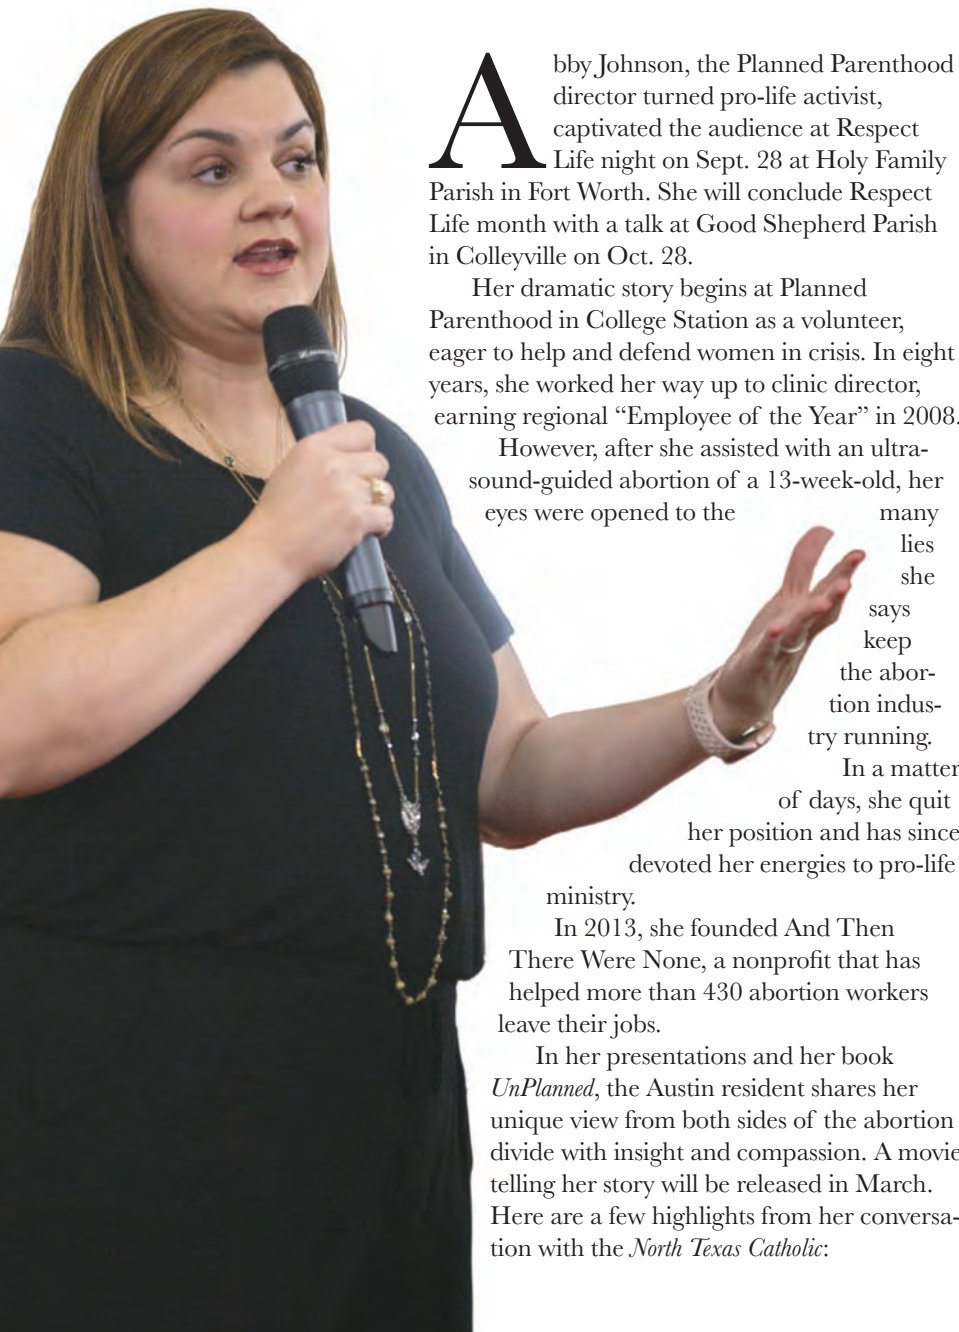 Abby Johnson, the Planned Parenthood
director turned pro-life activist,
captivated the audience at Respect
Life night on Sept. 28 at Holy Family
Parish in Fort Worth. She will conclude Respect
Life month with a talk at Good Shepherd Parish
in Colleyville on Oct. 28.
Her dramatic story begins at Planned
Parenthood in College Station as a volunteer,
eager to help and defend women in crisis. In eight
years, she worked her way up to clinic director,
earning regional “Employee of the Year” in 2008.
However, after she assisted with an ultra-
sound-guided abortion of a 13-week-old, her
eyes were opened to the many
lies
she
says
keep
the abor-
tion indus-
try running.
In a matter
of days, she quit
her position and has since
devoted her energies to pro-life
ministry.
In 2013, she founded And Then
There Were None, a nonprofit that has
helped more than 430 abortion workers
leave their jobs.
In her presentations and her book
UnPlanned, the Austin resident shares her
unique view from both sides of the abortion
divide with insight and compassion. A movie
telling her story will be released in March.
Here are a few highlights from her conversa-
tion with the North Texas Catholic: